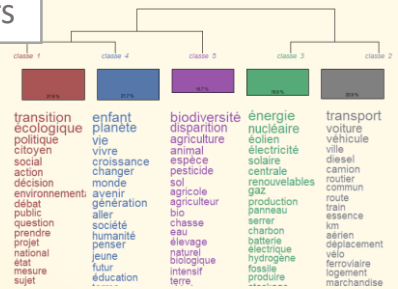 rs
classe 1
classe 4
classe 5
classe 3
classe 2
transition
écologique
politique
citoyen
social
action
décision
environnementa
débat
public
question
prendre
projet
national
état
mesure
sujet
enfant
planète
vie
vivre
croissance
changer
monde
avenir
génération
aller
société
humanité
penser
jeune
futur
éducation
biodiversité
disparition
agriculture
animal
espèce
pesticide
sol
agricole
agriculteur
bio
chasse
eau
élevage
naturel
biologique
intensif
terre
énergie
nucléaire
éolien
électricité
solaire
centrale
renouvelables
gaz
production
panneau
serrer
charbon
batterie
électrique
hydrogène
fossile
produire
transport
voiture
véhicule
ville
diesel
camion
routier
commun
route
train
essence
km
aérien
déplacement
vélo
ferroviaire
logement
marchandise